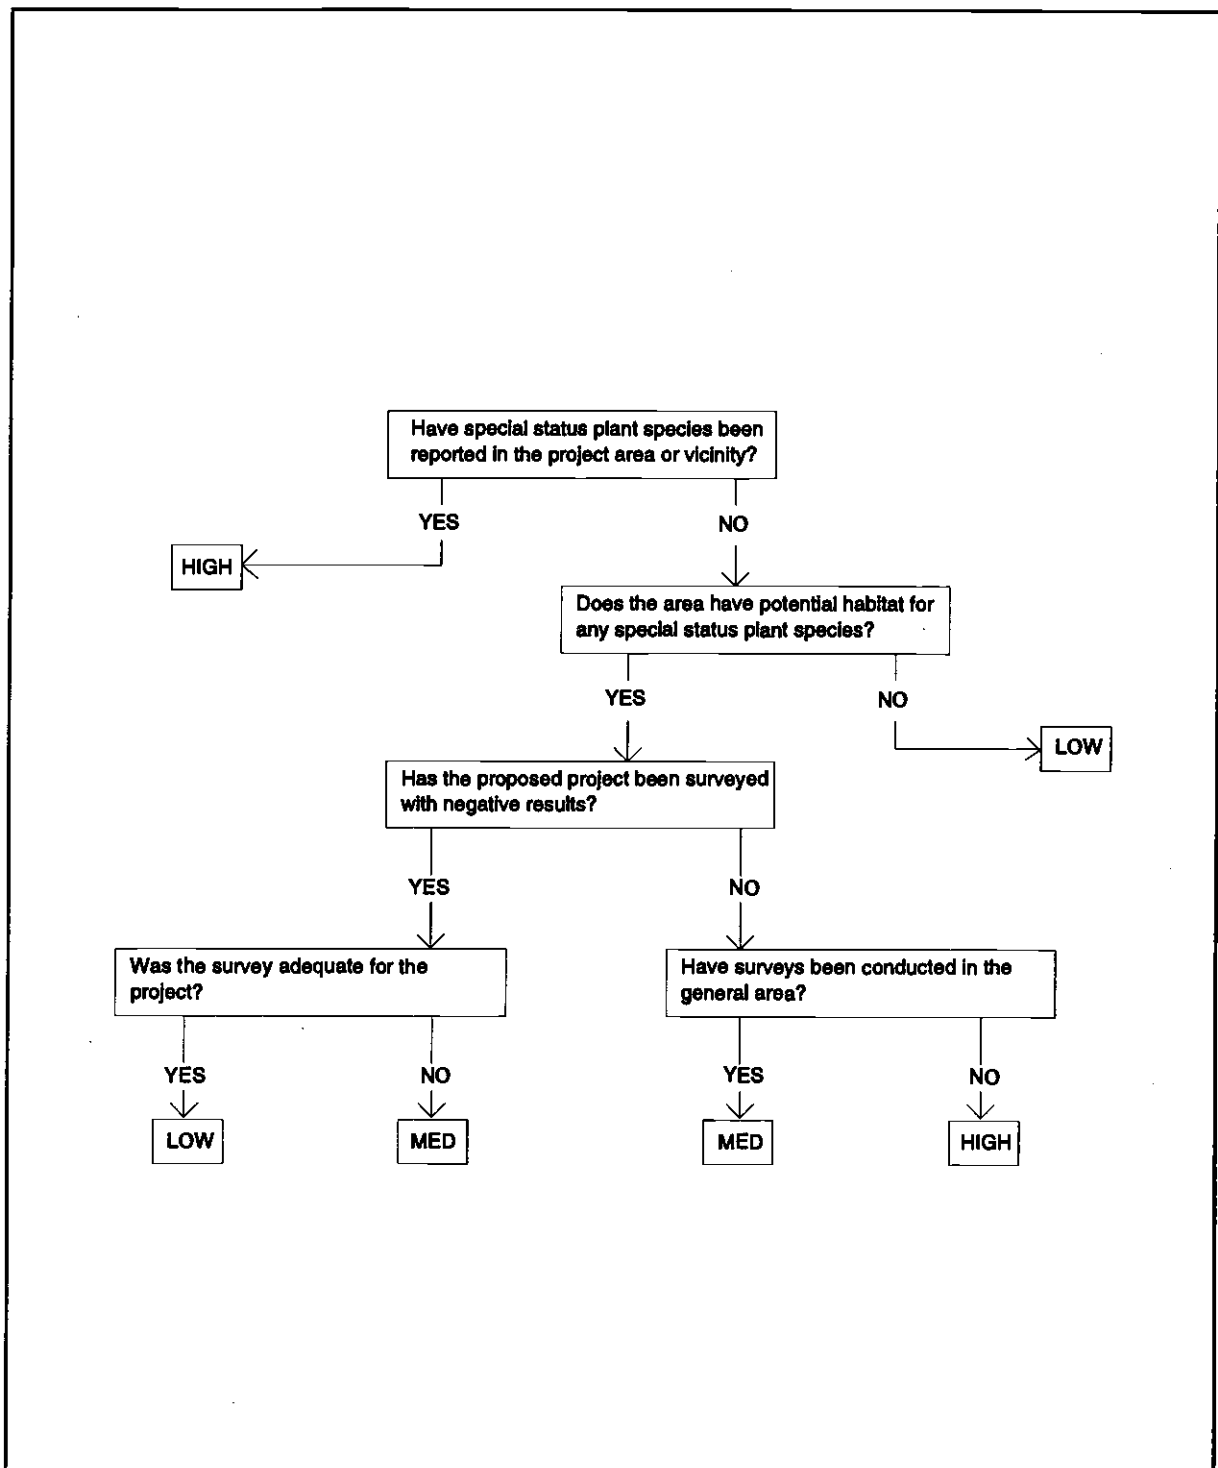 Have special status plant species been
reported in the project area or vicinity?
YES
NO
HIGH
Does the area have potential habitat for
any special status plant species?
YES
NO
LOW
Has the proposed project been surveyed
with negative results?
YES
NO
Was the survey adequate for the
project?
Have surveys been conducted in the
general area?
YES
NO
YES
NO
LOW
MED
MED
HIGH